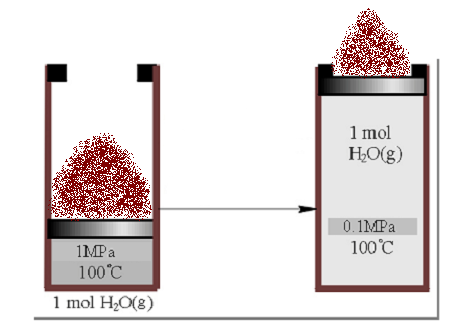 1MPa
100℃
1 mol H₂O(g)
1 mol
H₂O(g)
0.1MPa
100℃